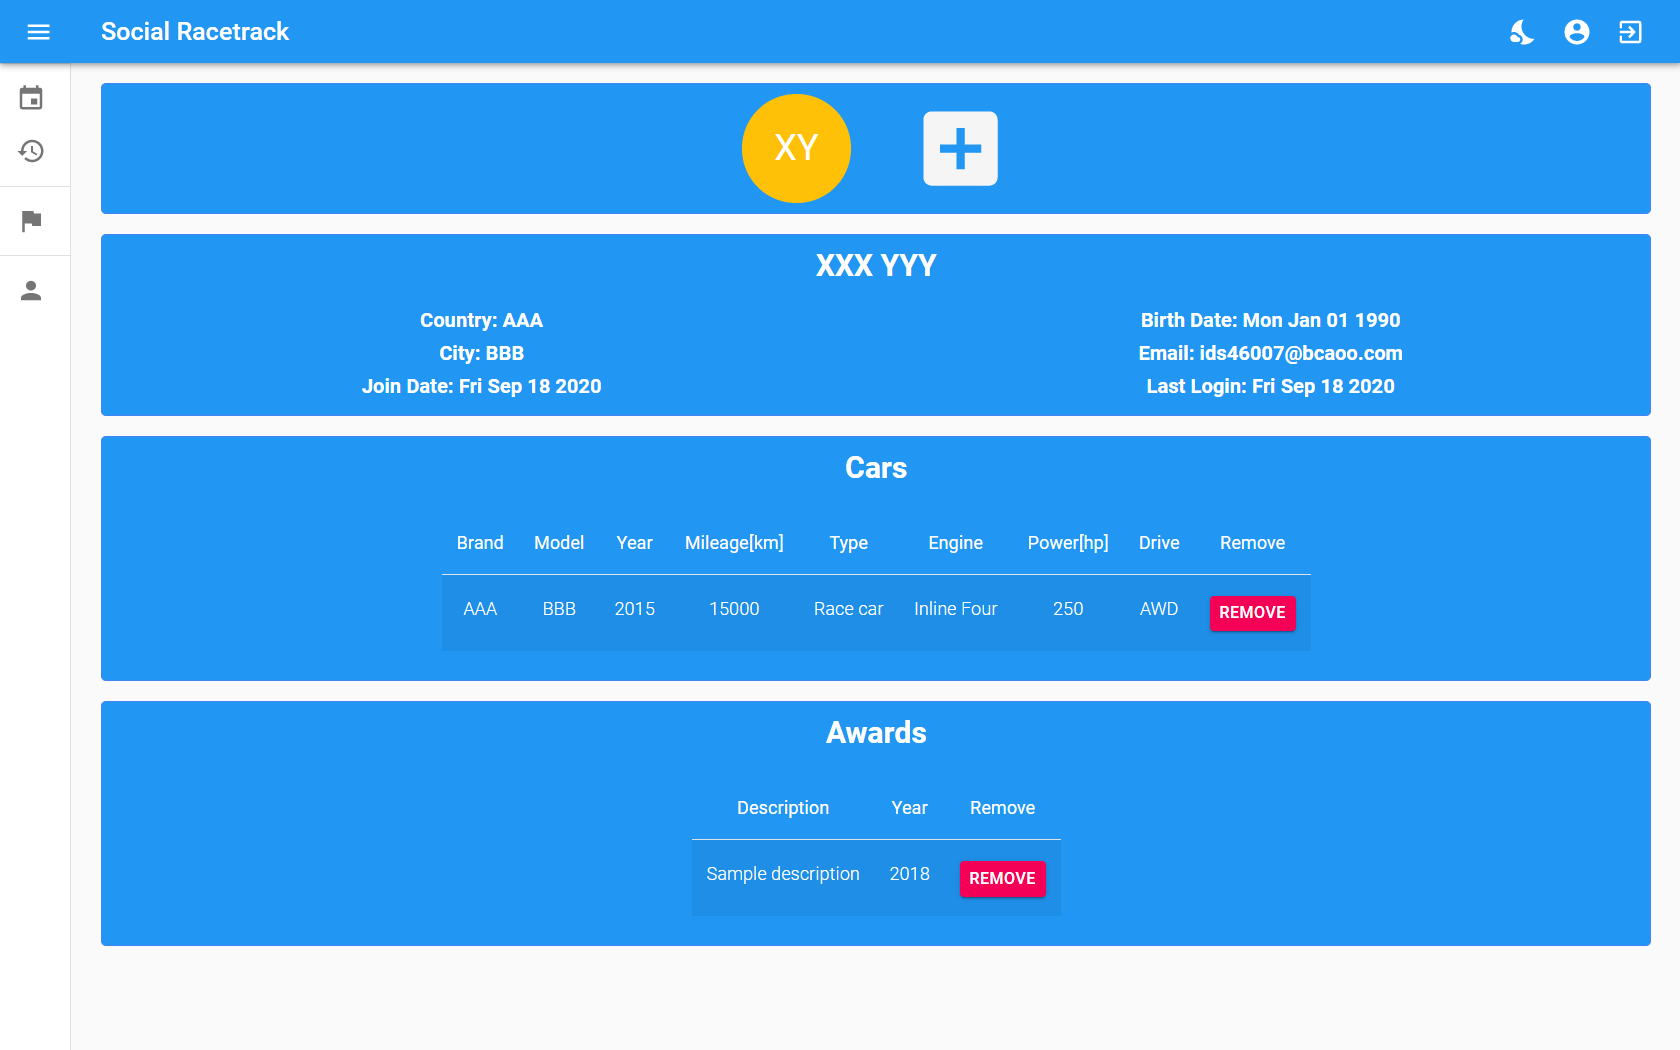 Social Racetrack
XY
XXX YYY
Country: AAA
City: BBB
Join Date: Fri Sep 18 2020
Birth Date: Mon Jan 01 1990
Email: ids46007@bcaoo.com
Last Login: Fri Sep 18 2020
Cars
Brand Model Year Mileage[km] Type Engine Power[hp] Drive Remove
AAA BBB 2015 15000 Race car Inline Four 250 AWD REMOVE
Awards
Description Year Remove
Sample description 2018 REMOVE